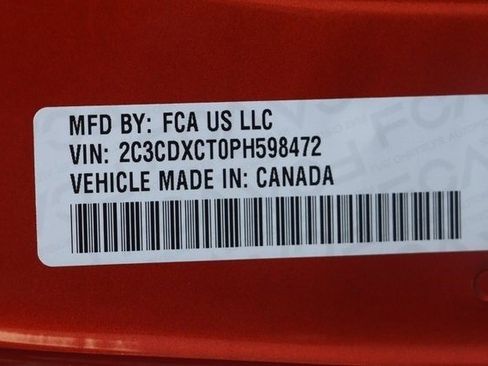 MFD BY: FCA US LLC
VIN: 2C3CDXCT0PH598472
VEHICLE MADE IN: CANADA